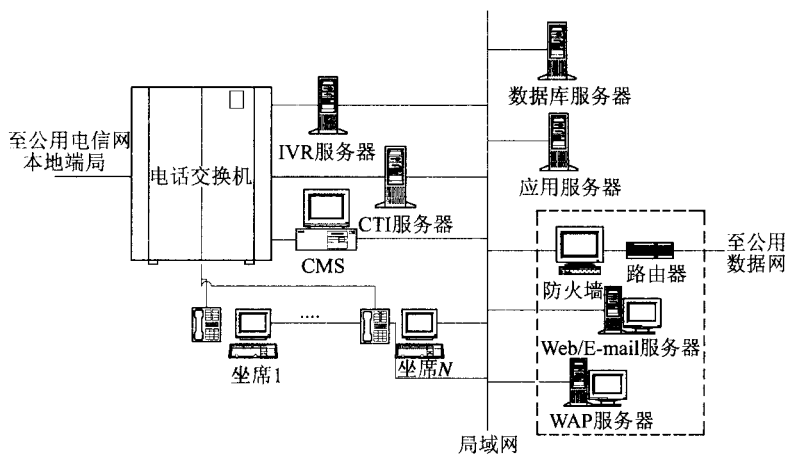 至公用电信网
本地端局
电话交换机
IVR服务器
CTI服务器
CMS
坐席1
....
坐席N
局域网
数据库服务器
应用服务器
防火墙
路由器
至公用
数据网
Web/E-mail服务器
WAP服务器